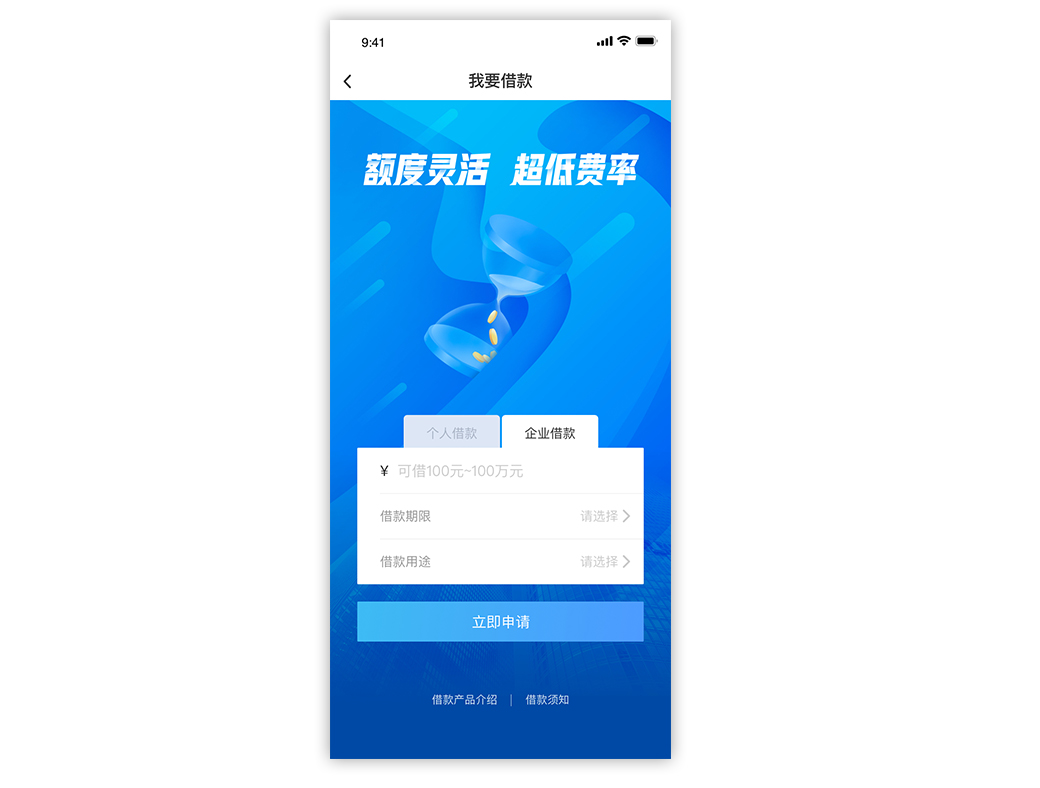 9:41
我要借款
额度灵活 超低费率
个人借款 企业借款
¥ 可借100元~100万元
借款期限 请选择
借款用途 请选择
立即申请
借款产品介绍 | 借款须知